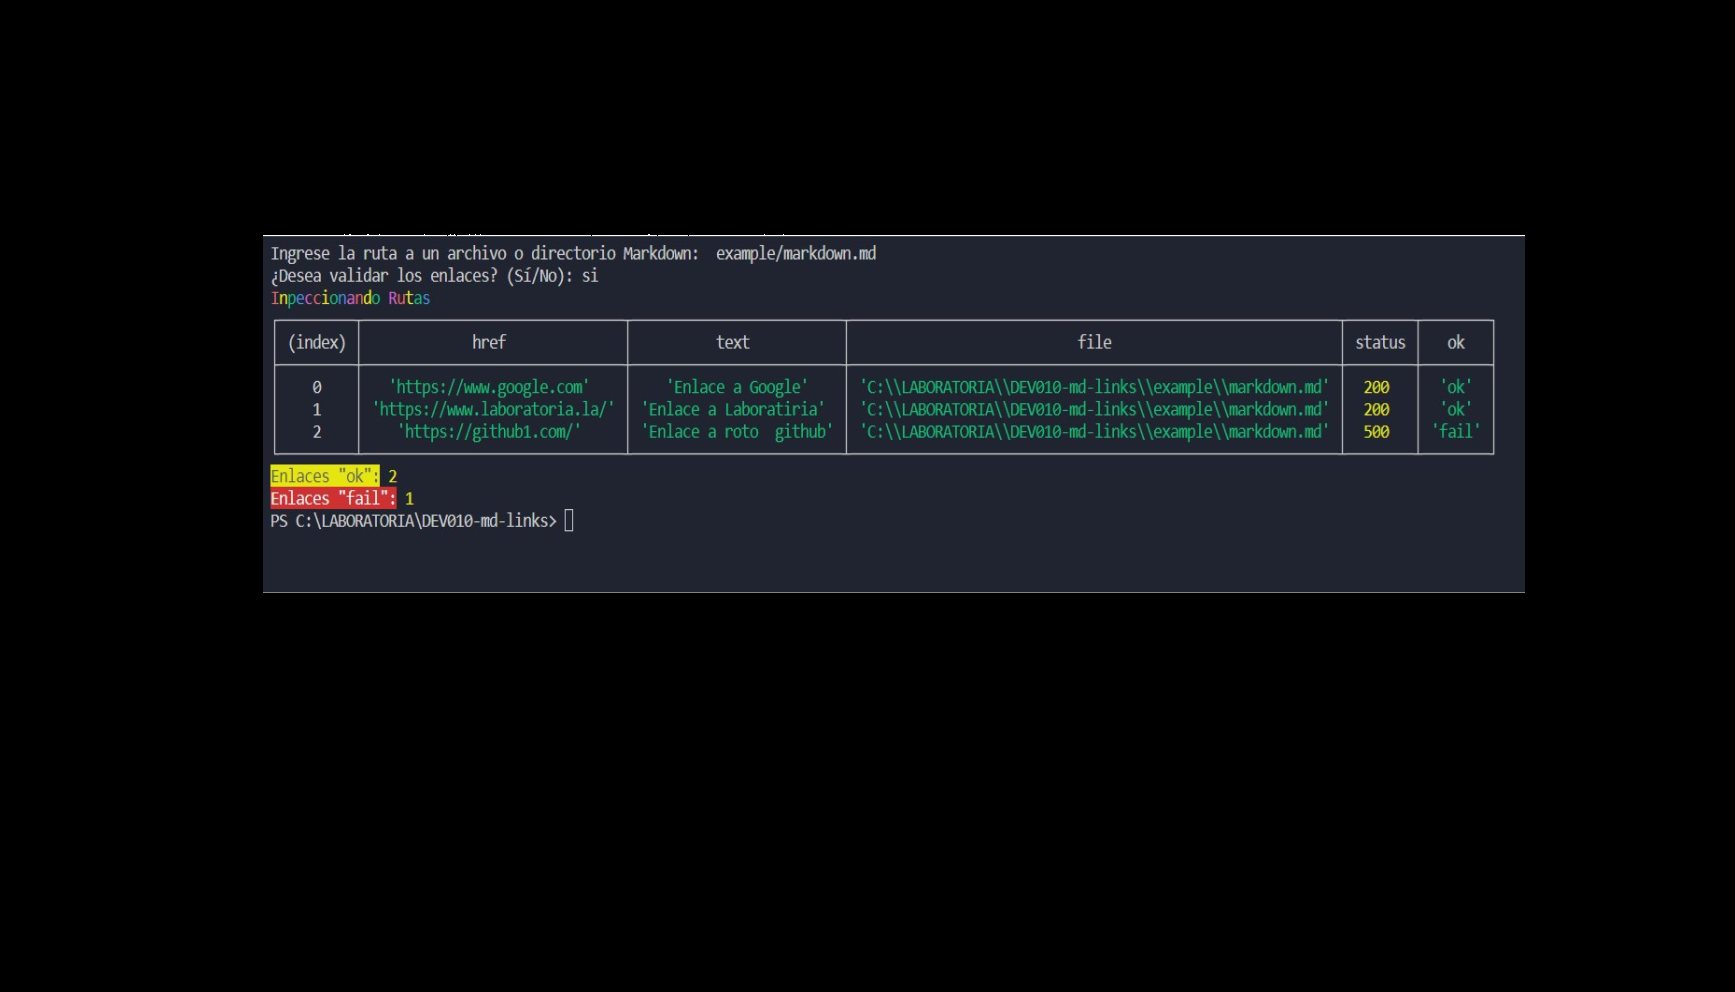 Ingrese la ruta a un archivo o directorio Markdown:  example/markdown.md
¿Desea validar los enlaces? (Sí/No): si
Inpeccionando Rutas
(index) href text file status ok
0 'https://www.google.com' 'Enlace a Google' 'C:\\LABORATORIA\\DEV010-md-links\\example\\markdown.md' 200 'ok'
1 'https://www.laboratoria.la/' 'Enlace a Laboratiria' 'C:\\LABORATORIA\\DEV010-md-links\\example\\markdown.md' 200 'ok'
2 'https://github1.com/' 'Enlace a roto  github' 'C:\\LABORATORIA\\DEV010-md-links\\example\\markdown.md' 500 'fail'
Enlaces "ok": 2
Enlaces "fail": 1
PS C:\LABORATORIA\DEV010-md-links>